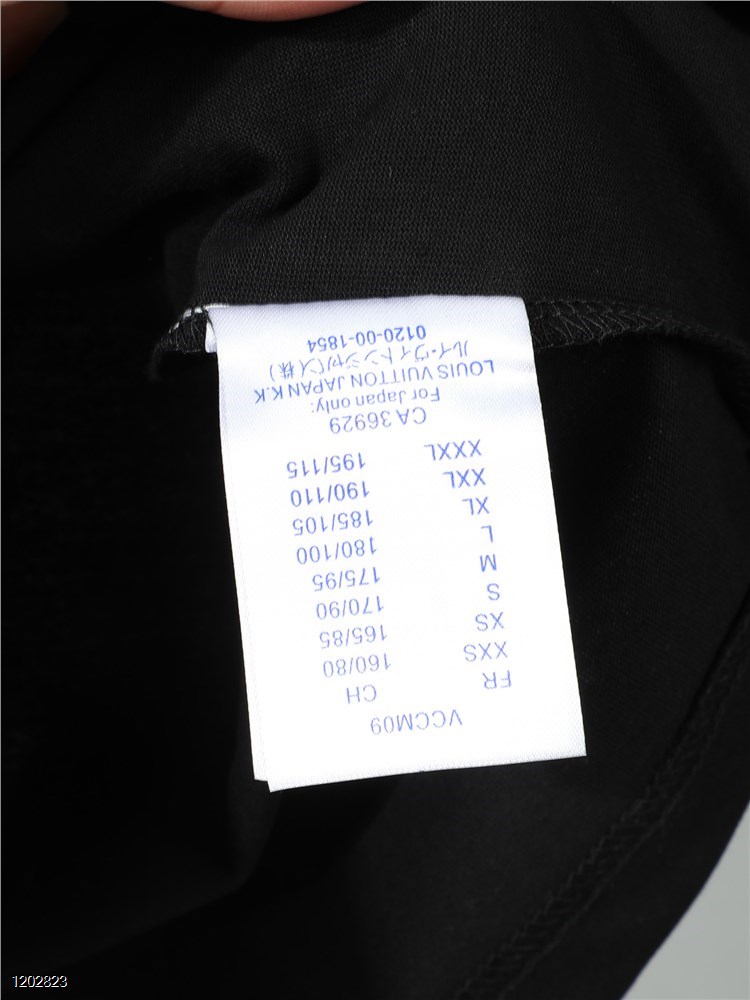 VCCM09
FR CH
XXS 160/80
XS 165/85
S 170/90
M 175/95
L 180/100
XL 185/105
XXL 190/110
XXXL 195/115
CA 36929
For Japan only:
LOUIS VUITTON JAPAN K.K
ルイ・ヴィトンジャパン(株)
0120-00-1854
1202823